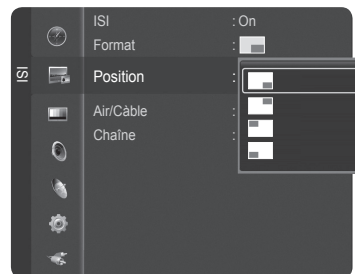 ISI
ISI : On
Format :
Position :
Air/Câble :
Chaîne :